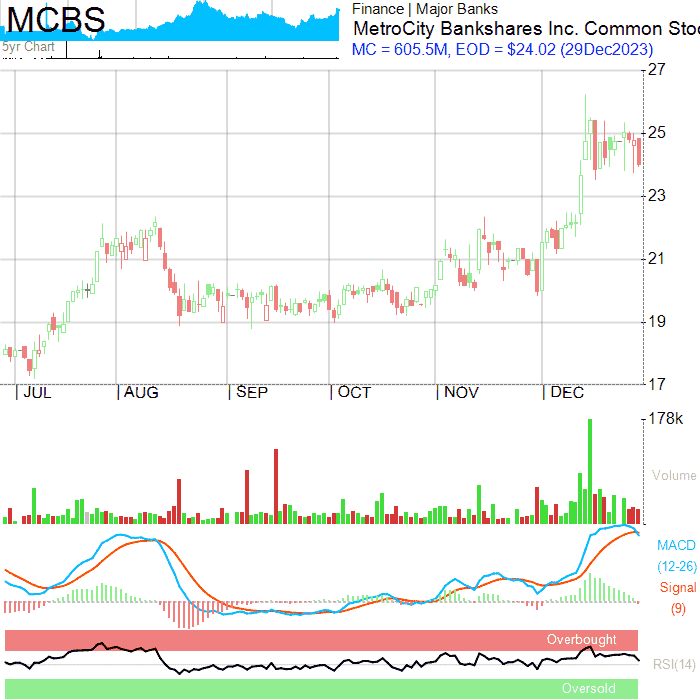 MCBS
5yr Chart
Finance | Major Banks
MetroCity Bankshares Inc. Common Stoc
MC = 605.5M, EOD = $24.02 (29Dec2023)
27
25
23
21
19
17
JUL AUG SEP OCT NOV DEC
178k
Volume
MACD
(12-26)
Signal
(9)
Overbought
RSI(14)
Oversold